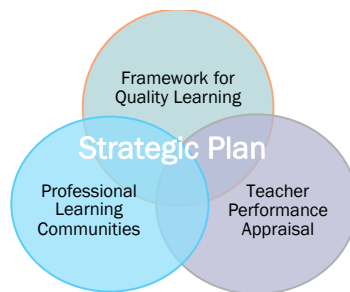 Framework for
Quality Learning
Strategic Plan
Professional
Learning
Communities
Teacher
Performance
Appraisal